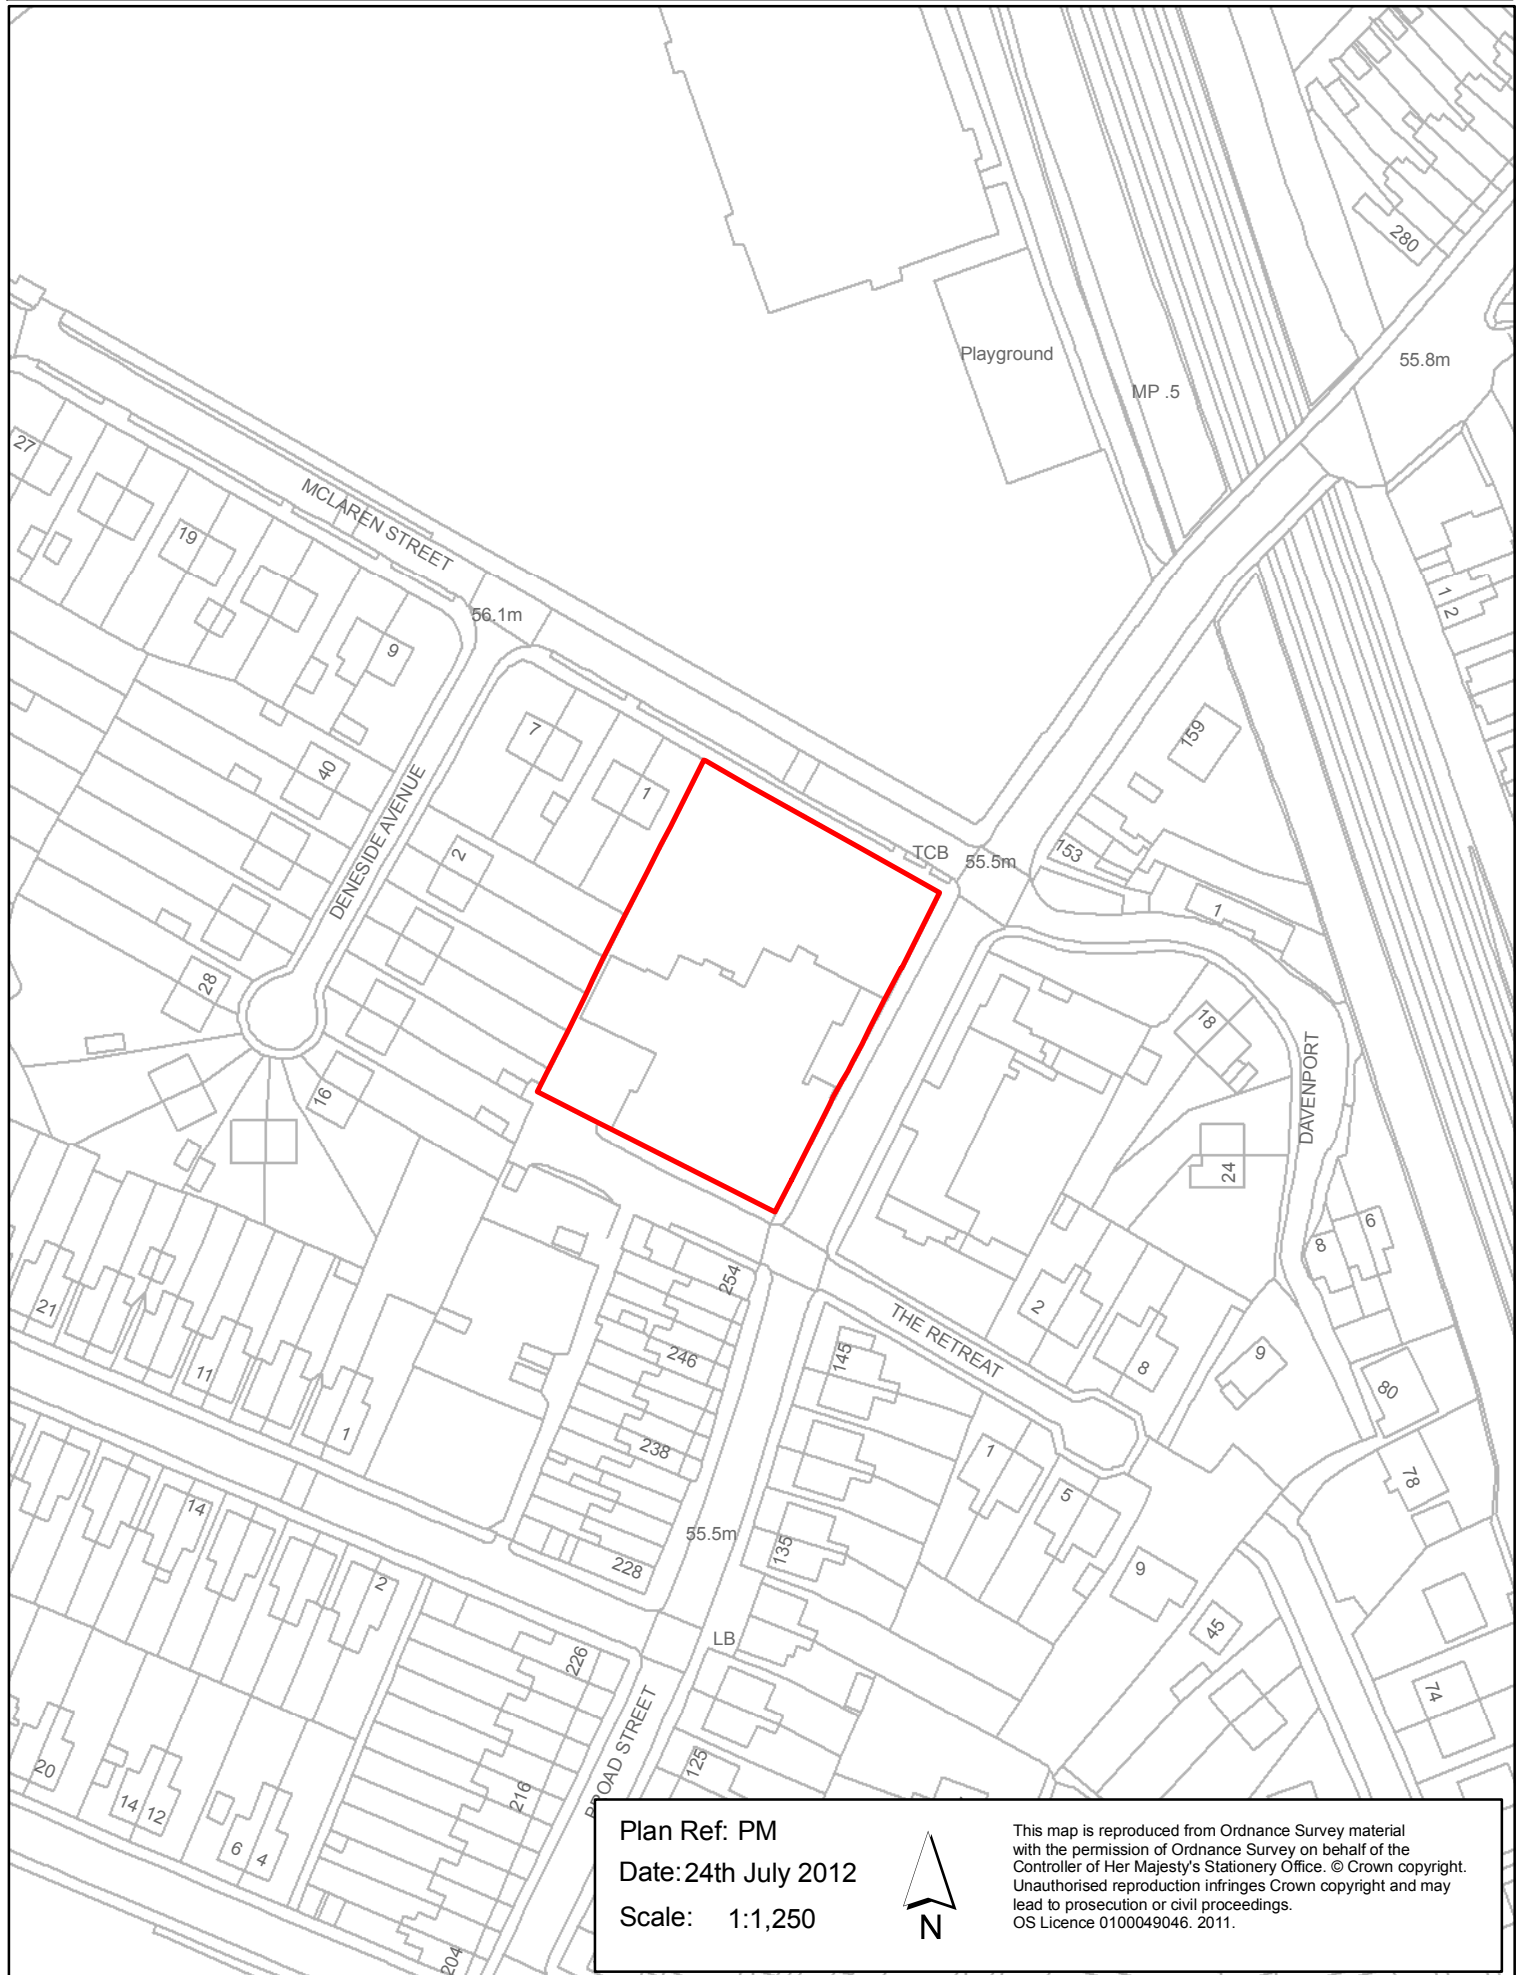 280
Playground
55.8m
MP .5
27
MCLAREN STREET
19
1
2
56.1m
9
159
7
40
1
DENESIDE AVENUE
2
TCB
55.5m
153
1
28
18
16
DAVENPORT
24
6
8
254
21
2
THE RETREAT
246
145
8
9
11
80
1
238
1
78
14
5
55.5m
135
228
9
2
45
LB
226
74
BROAD STREET
125
20
216
14
12
6
4
204
Plan Ref: PM
Date: 24th July 2012
Scale: 1:1,250
N
This map is reproduced from Ordnance Survey material
with the permission of Ordnance Survey on behalf of the
Controller of Her Majesty's Stationery Office. © Crown copyright.
Unauthorised reproduction infringes Crown copyright and may
lead to prosecution or civil proceedings.
OS Licence 0100049046. 2011.